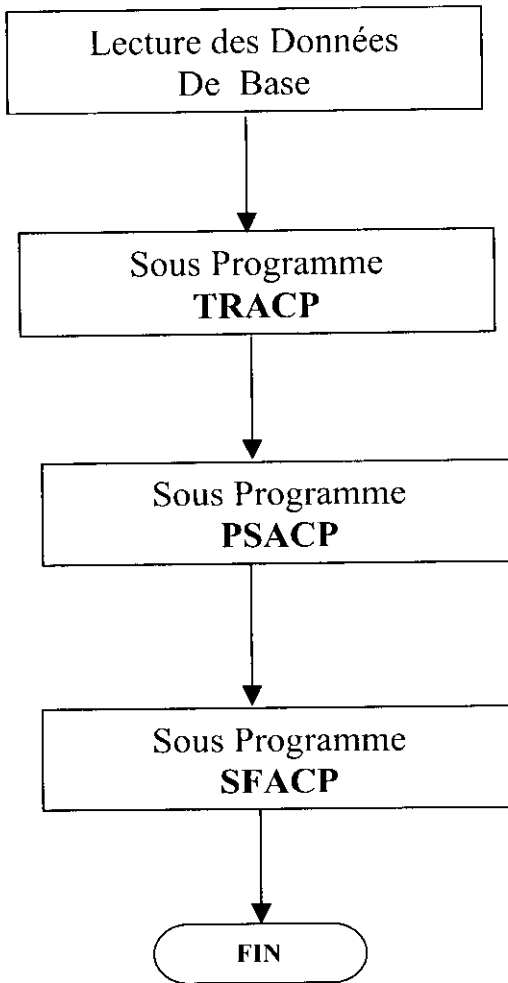 Lecture des Données
De Base
Sous Programme
TRACP
Sous Programme
PSACP
Sous Programme
SFACP
FIN